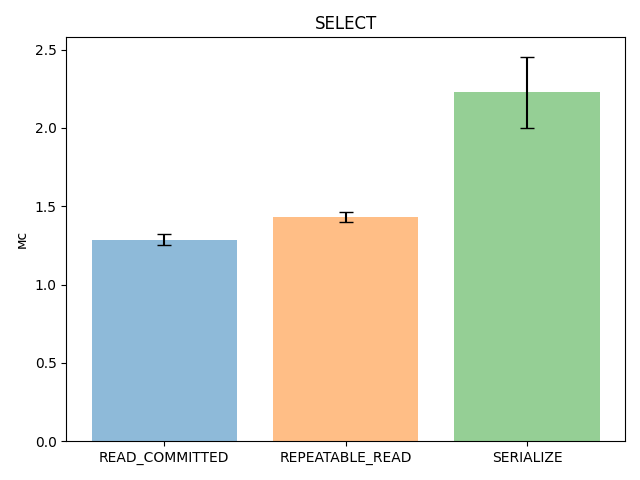 SELECT
2.5
2.0
1.5
1.0
0.5
0.0
мс
READ_COMMITTED
REPEATABLE_READ
SERIALIZE